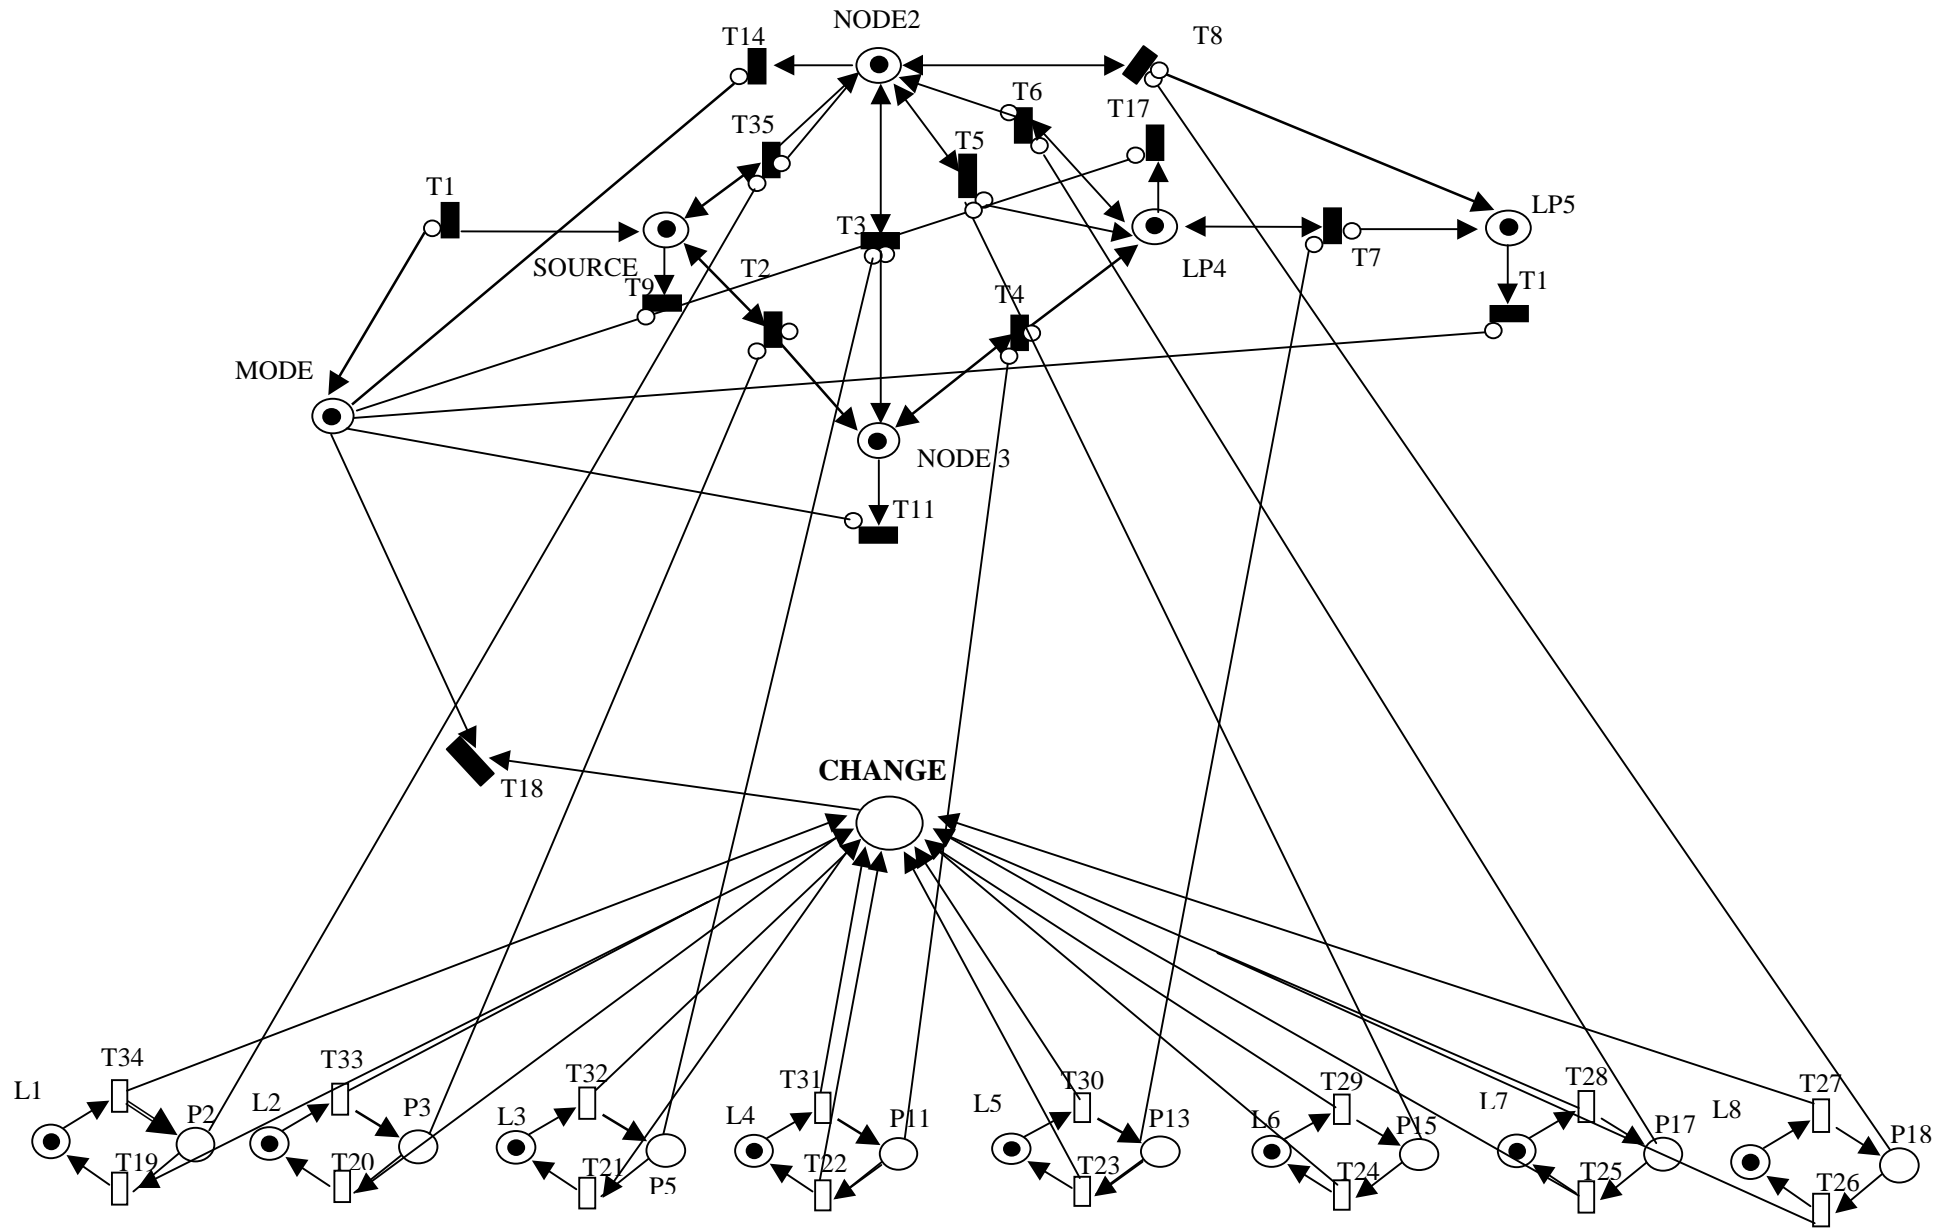 NODE2
T14
T8
T6
T17
T35
T5
T1
LP5
T3
SOURCE
T2
LP4
T7
T9
T4
T1
MODE
NODE 3
T11
CHANGE
T18
T34
T33
T32
T31
T30
T29
T28
T27
L1
P2
L2
P3
L3
L4
P11
L5
P13
L6
P15
L7
P17
L8
P18
T19
T20
T21
P5
T22
T23
T24
T25
T26